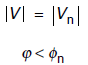 |V| = |Vn|
φ < ϕn